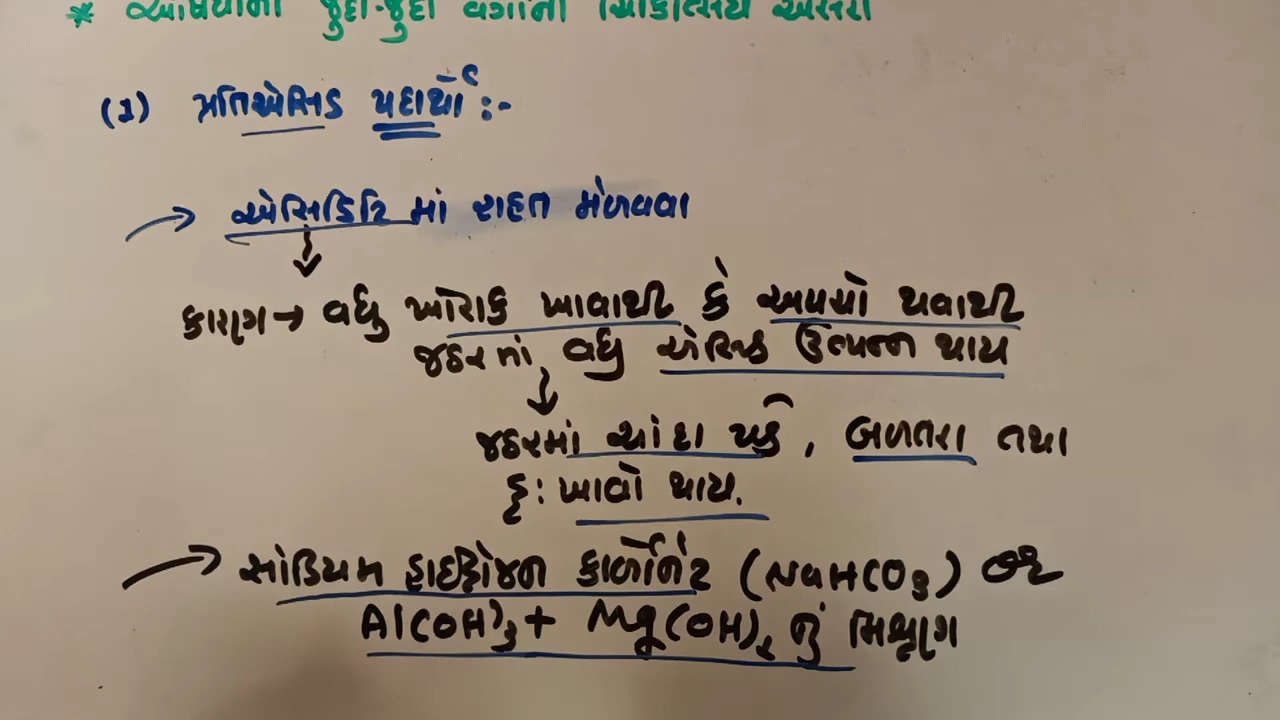 * ઔષધોના જુદા-જુદા વર્ગોની ચિકિત્સિય અસરો
(1) પ્રતિએસિડ પદાર્થો :-
→ એસિડિટિ માં રાહત મેળવવા
કારણ → વધુ ખોરાક ખાવાથી કે અપચો થવાથી
જઠરમાં વધુ એસિડ ઉત્પન્ન થાય
જઠરમાં ચાંદા પડે, બળતરા તથા
દુ:ખાવો થાય.
→ સોડિયમ હાઈડ્રોજન કાર્બોનેટ (NaHCO3) or
Al(OH)3 + Mg(OH)2 નું મિશ્રણ